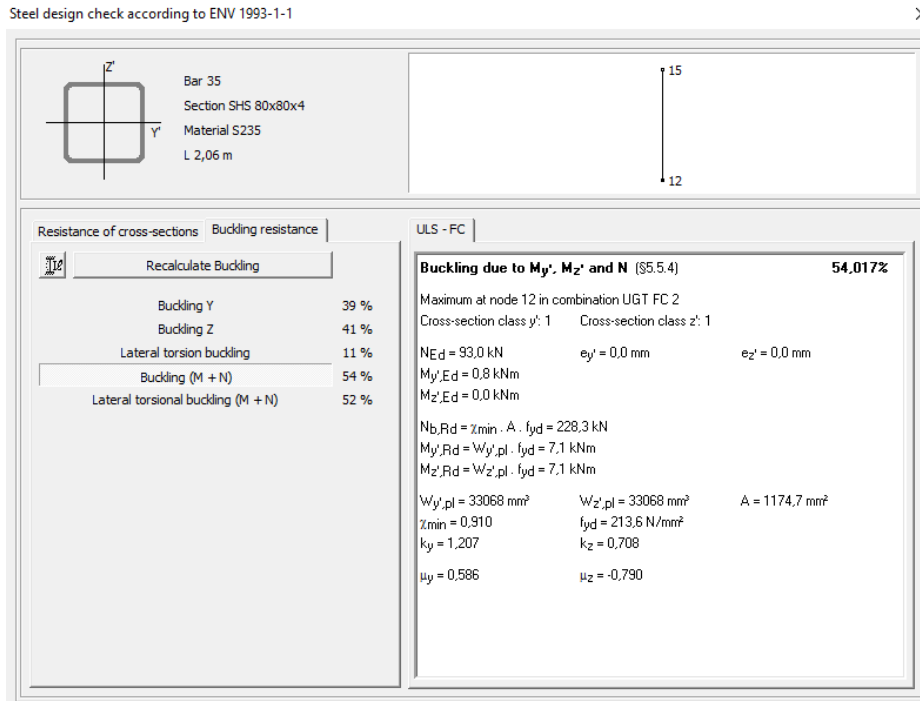 Steel design check according to ENV 1993-1-1
Z'
Y'
Bar 35
Section SHS 80x80x4
Material S235
L 2,06 m
15
12
Resistance of cross-sections Buckling resistance
Recalculate Buckling
Buckling Y 39 %
Buckling Z 41 %
Lateral torsion buckling 11 %
Buckling (M + N) 54 %
Lateral torsional buckling (M + N) 52 %
ULS - FC
Buckling due to My', Mz' and N (§5.5.4) 54,017%
Maximum at node 12 in combination UGT FC 2
Cross-section class y': 1 Cross-section class z': 1
NEd = 93,0 kN ey' = 0,0 mm ez' = 0,0 mm
My',Ed = 0,8 kNm
Mz',Ed = 0,0 kNm
Nb,Rd = χmin . A . fyd = 228,3 kN
My',Rd = Wy',pl . fyd = 7,1 kNm
Mz',Rd = Wz',pl . fyd = 7,1 kNm
Wy',pl = 33068 mm³ Wz',pl = 33068 mm³ A = 1174,7 mm²
χmin = 0,910 fyd = 213,6 N/mm²
ky = 1,207 kz = 0,708
μy = 0,586 μz = -0,790